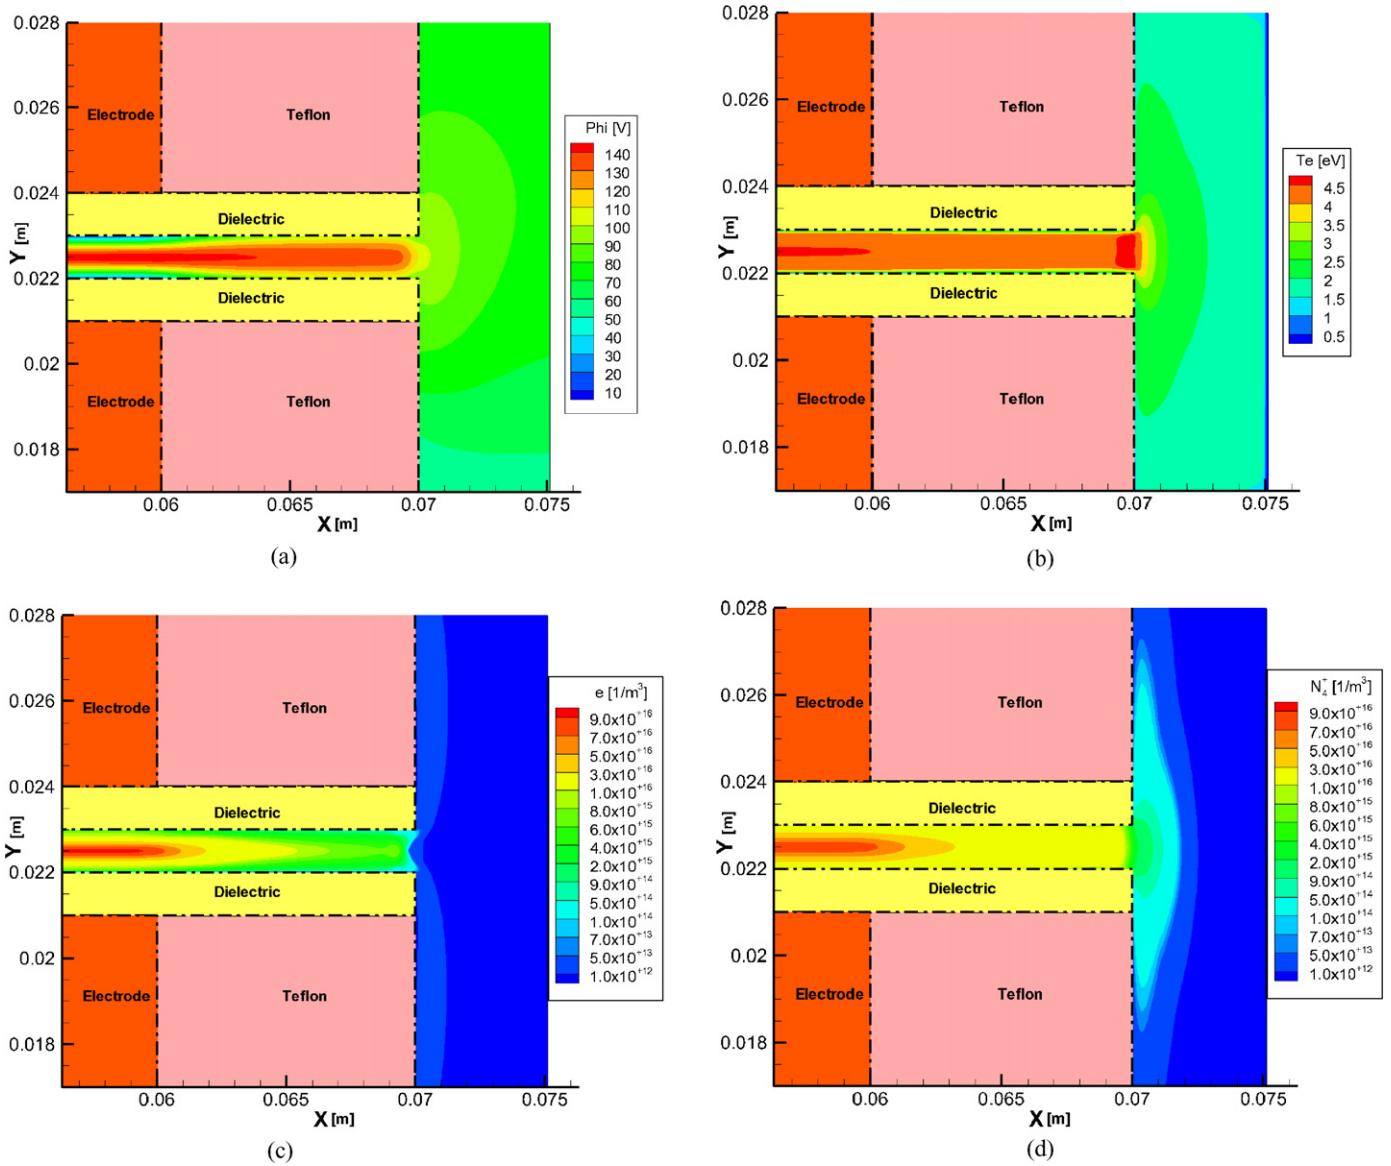 0.028
0.026
0.024
0.022
0.02
0.018
Y [m]
Electrode
Teflon
Dielectric
Dielectric
Electrode
Teflon
0.06
0.065
0.07
0.075
X [m]
Phi [V]
140
130
120
110
100
90
80
70
60
50
40
30
20
10
(a)
0.028
0.026
0.024
0.022
0.02
0.018
Y [m]
Electrode
Teflon
Dielectric
Dielectric
Electrode
Teflon
0.06
0.065
0.07
0.075
X [m]
Te [eV]
4.5
4
3.5
3
2.5
2
1.5
1
0.5
(b)
0.028
0.026
0.024
0.022
0.02
0.018
Y [m]
Electrode
Teflon
Dielectric
Dielectric
Electrode
Teflon
0.06
0.065
0.07
0.075
X [m]
e [1/m³]
9.0x10⁺¹⁶
7.0x10⁺¹⁶
5.0x10⁺¹⁶
3.0x10⁺¹⁶
1.0x10⁺¹⁶
8.0x10⁺¹⁵
6.0x10⁺¹⁵
4.0x10⁺¹⁵
2.0x10⁺¹⁵
9.0x10⁺¹⁴
5.0x10⁺¹⁴
1.0x10⁺¹⁴
7.0x10⁺¹³
5.0x10⁺¹³
1.0x10⁺¹²
(c)
0.028
0.026
0.024
0.022
0.02
0.018
Y [m]
Electrode
Teflon
Dielectric
Dielectric
Electrode
Teflon
0.06
0.065
0.07
0.075
X [m]
N₄⁺ [1/m³]
9.0x10⁺¹⁶
7.0x10⁺¹⁶
5.0x10⁺¹⁶
3.0x10⁺¹⁶
1.0x10⁺¹⁶
8.0x10⁺¹⁵
6.0x10⁺¹⁵
4.0x10⁺¹⁵
2.0x10⁺¹⁵
9.0x10⁺¹⁴
5.0x10⁺¹⁴
1.0x10⁺¹⁴
7.0x10⁺¹³
5.0x10⁺¹³
1.0x10⁺¹²
(d)